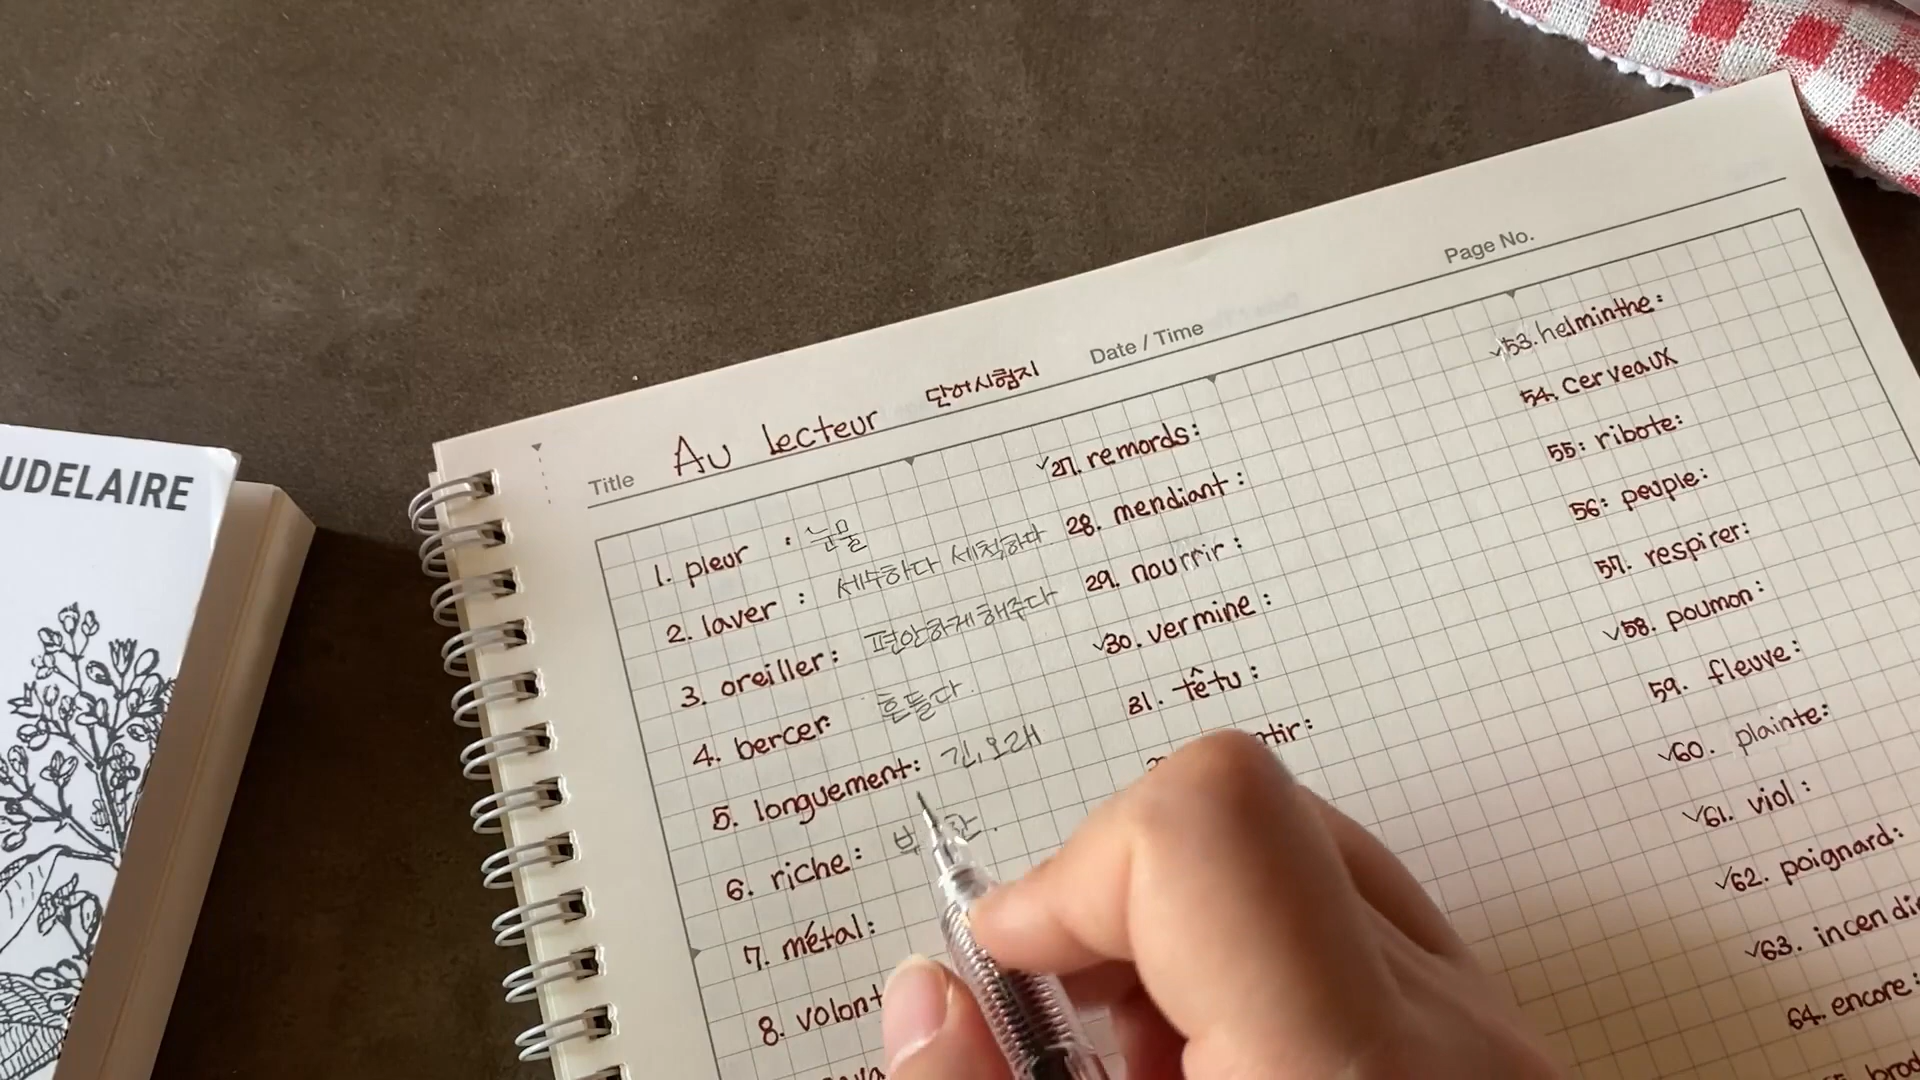 UDELAIRE
Page No.
Date / Time
단어시험지
Title Au Lecteur
1. pleur : 눈물
2. laver : 세수하다 세척하다
3. oreiller: 편안하게 해주다
4. bercer: 흔들다.
5. longuement: 긴, 오래
6. riche:
7. métal:
8. volont
✓27. remords:
28. mendiant:
29. nourrir:
✓30. vermine:
31. têtu:
tir:
✓53. helminthe:
54. cerveaux
55: ribote:
56: peuple:
57. respirer:
✓58. poumon:
59. fleuve:
✓60. plainte:
✓61. viol:
✓62. poignard:
✓63. incendie
64. encore:
brod